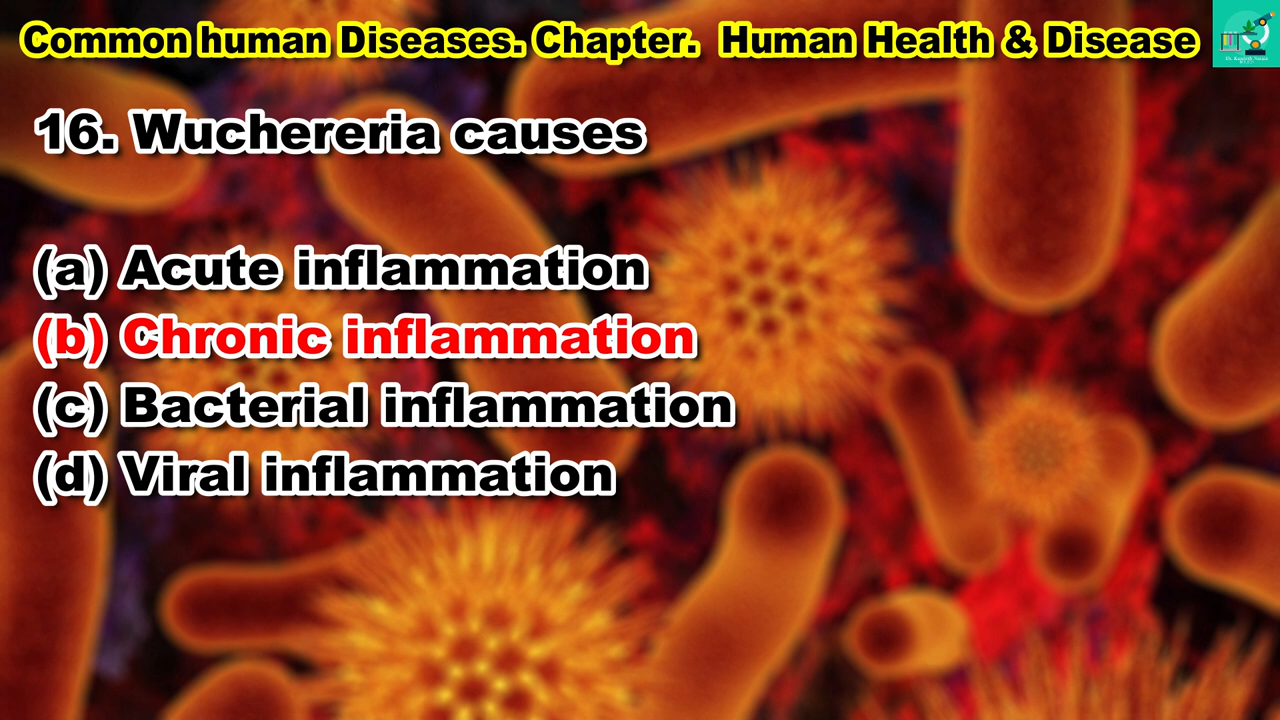 Common human Diseases. Chapter. Human Health & Disease
16. Wuchereria causes
(a) Acute inflammation
(b) Chronic inflammation
(c) Bacterial inflammation
(d) Viral inflammation